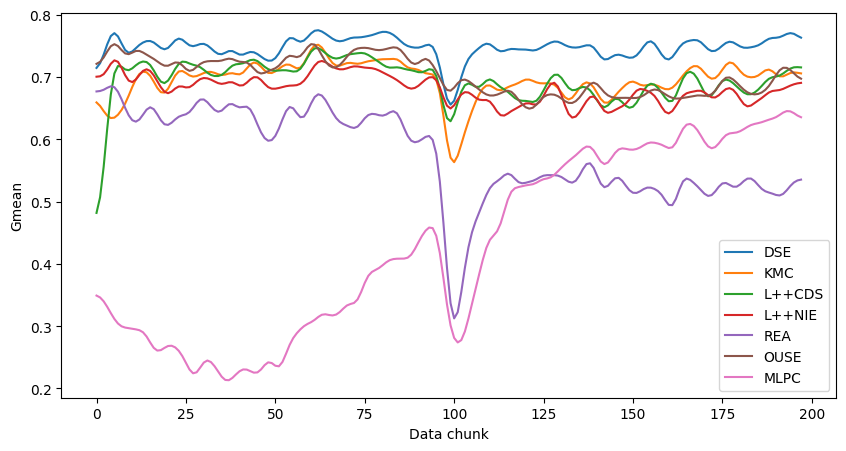 0.8
0.7
0.6
0.5
0.4
0.3
0.2
Gmean
0
25
50
75
100
125
150
175
200
Data chunk
DSE
KMC
L++CDS
L++NIE
REA
OUSE
MLPC